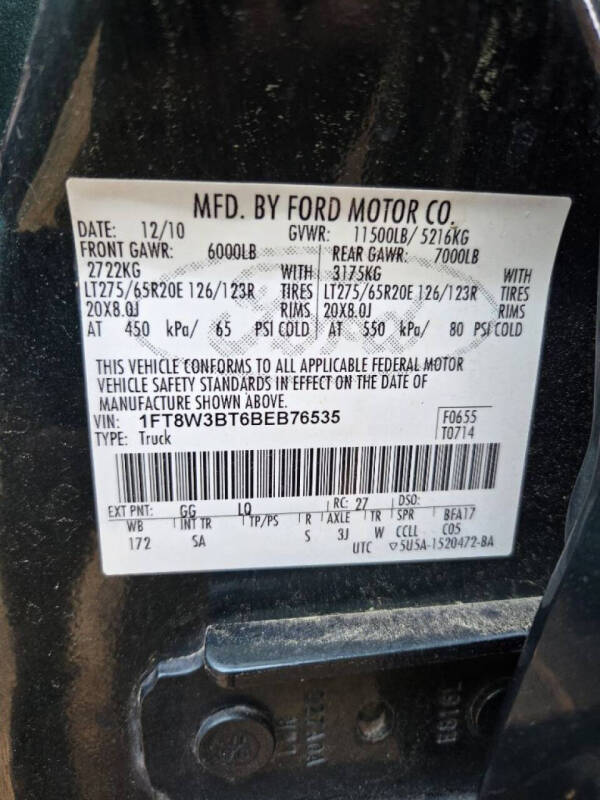 MFD. BY FORD MOTOR CO.
DATE: 12/10 GVWR: 11500LB/ 5216KG
FRONT GAWR: 6000LB REAR GAWR: 7000LB
2722KG WITH 3175KG WITH
LT275/65R20E 126/123R TIRES LT275/65R20E 126/123R TIRES
20X8.0J RIMS 20X8.0J RIMS
AT 450 kPa/ 65 PSI COLD AT 550 kPa/ 80 PSI COLD
THIS VEHICLE CONFORMS TO ALL APPLICABLE FEDERAL MOTOR
VEHICLE SAFETY STANDARDS IN EFFECT ON THE DATE OF
MANUFACTURE SHOWN ABOVE.
VIN: 1FT8W3BT6BEB76535 F0655
TYPE: Truck T0714
EXT PNT: GG LQ RC: 27 DSO:
WB INT TR TP/PS R AXLE TR SPR BFA17
172 SA S 3J W CCLL C05
UTC ▽5U5A-1520472-BA